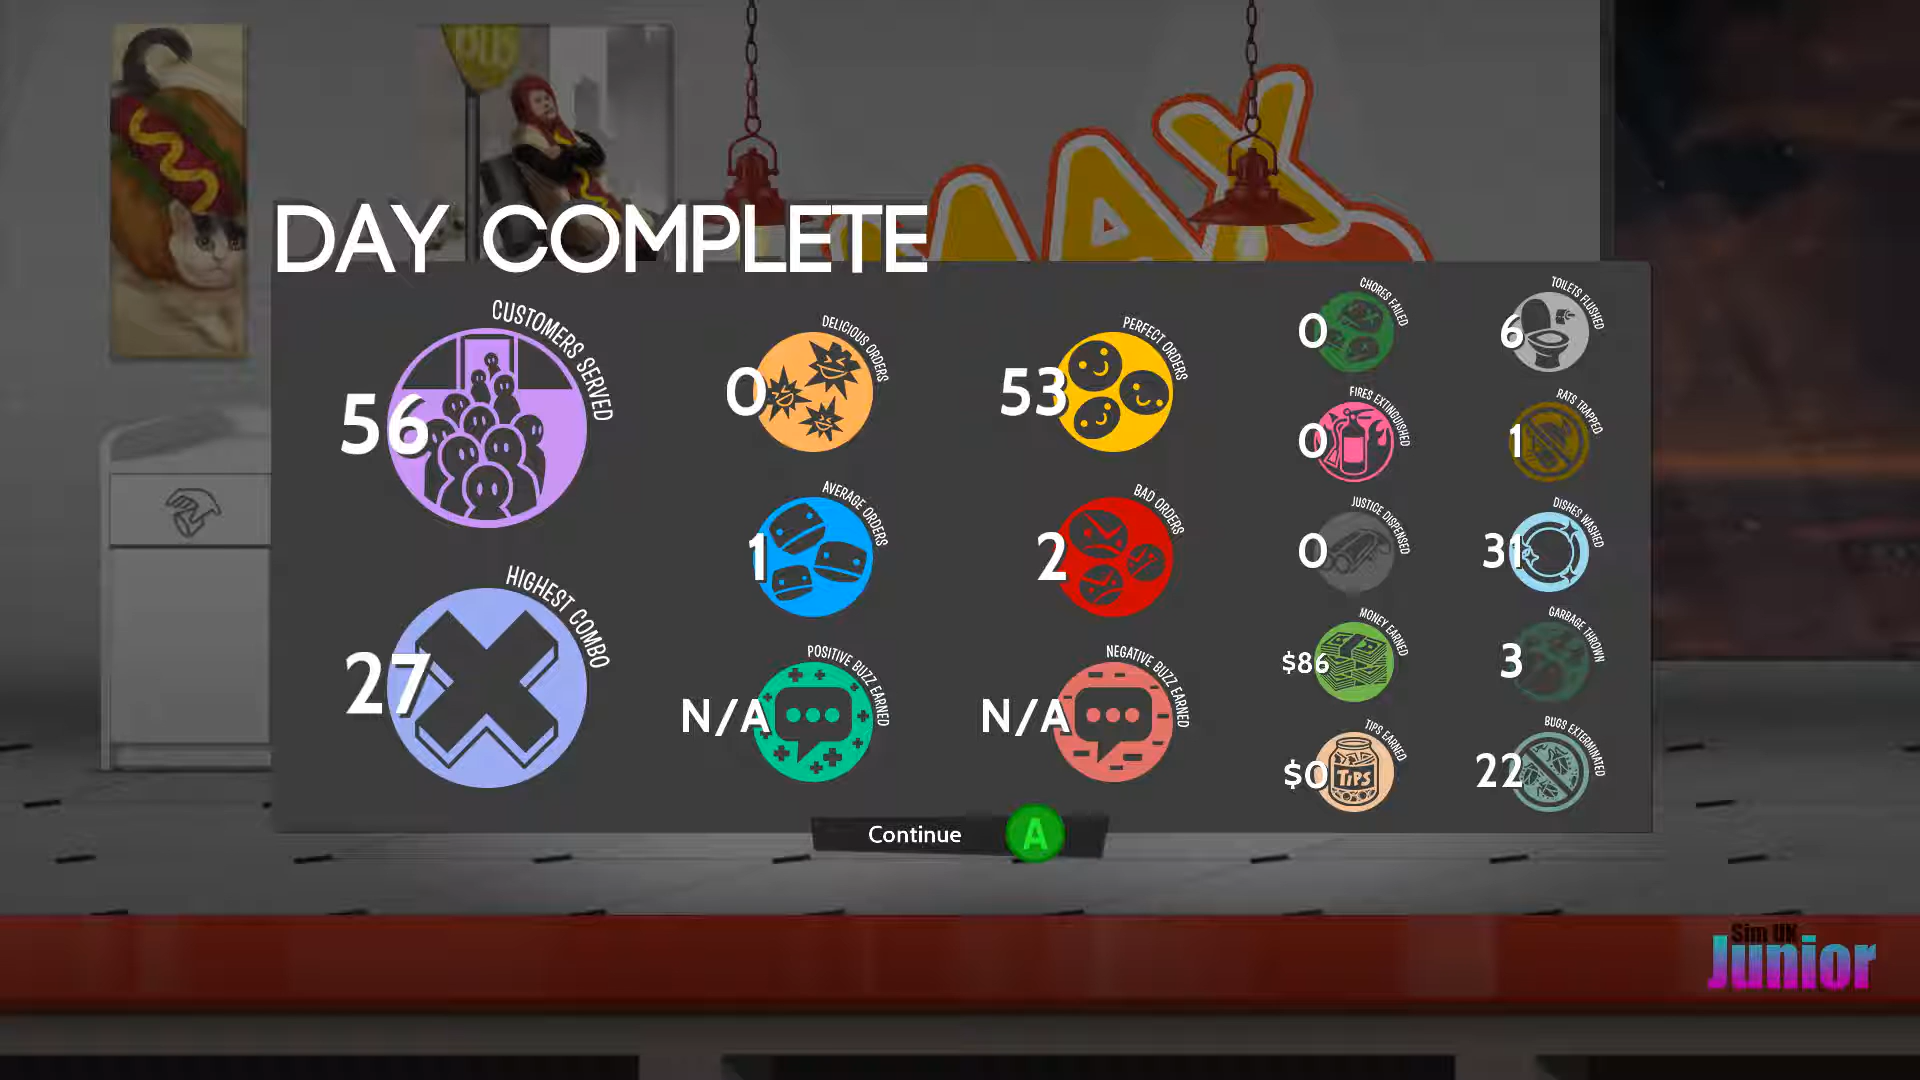 BUS
MAX
DAY COMPLETE
CUSTOMERS SERVED
56
HIGHEST COMBO
27
DELICIOUS ORDERS
0
PERFECT ORDERS
53
AVERAGE ORDERS
1
BAD ORDERS
2
POSITIVE BUZZ EARNED
N/A
NEGATIVE BUZZ EARNED
N/A
CHORES FAILED
0
TOILETS FLUSHED
6
FIRES EXTINGUISHED
0
RATS TRAPPED
1
JUSTICE DISPENSED
0
DISHES WASHED
31
MONEY EARNED
$86
GARBAGE THROWN
3
TIPS EARNED
$0
TIPS
BUGS EXTERMINATED
22
Continue A
Sim UK
Junior